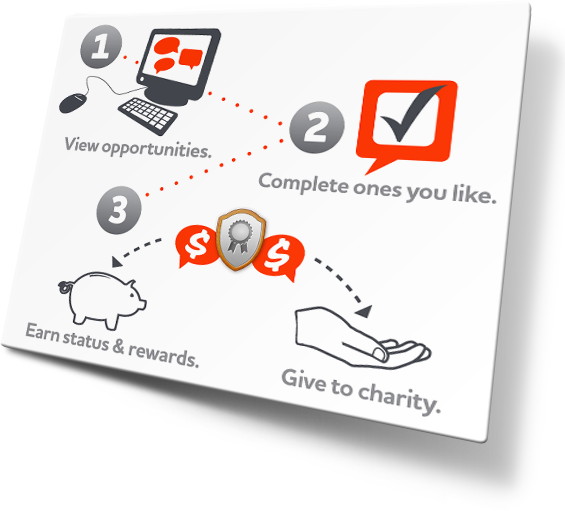 1
View opportunities.
2
Complete ones you like.
3
$ $
Earn status & rewards.
Give to charity.